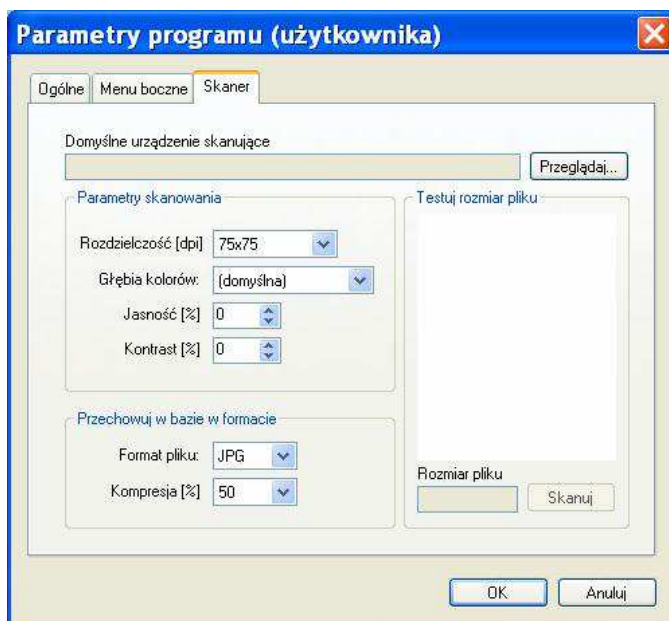 Parametry programu (użytkownika)
Ogólne Menu boczne Skaner
Domyślne urządzenie skanujące
Przeglądaj...
Parametry skanowania
Rozdzielczość [dpi] 75x75
Głębia kolorów: (domyślna)
Jasność [%] 0
Kontrast [%] 0
Przechowuj w bazie w formacie
Format pliku: JPG
Kompresja [%] 50
Testuj rozmiar pliku
Rozmiar pliku
Skanuj
OK Anuluj